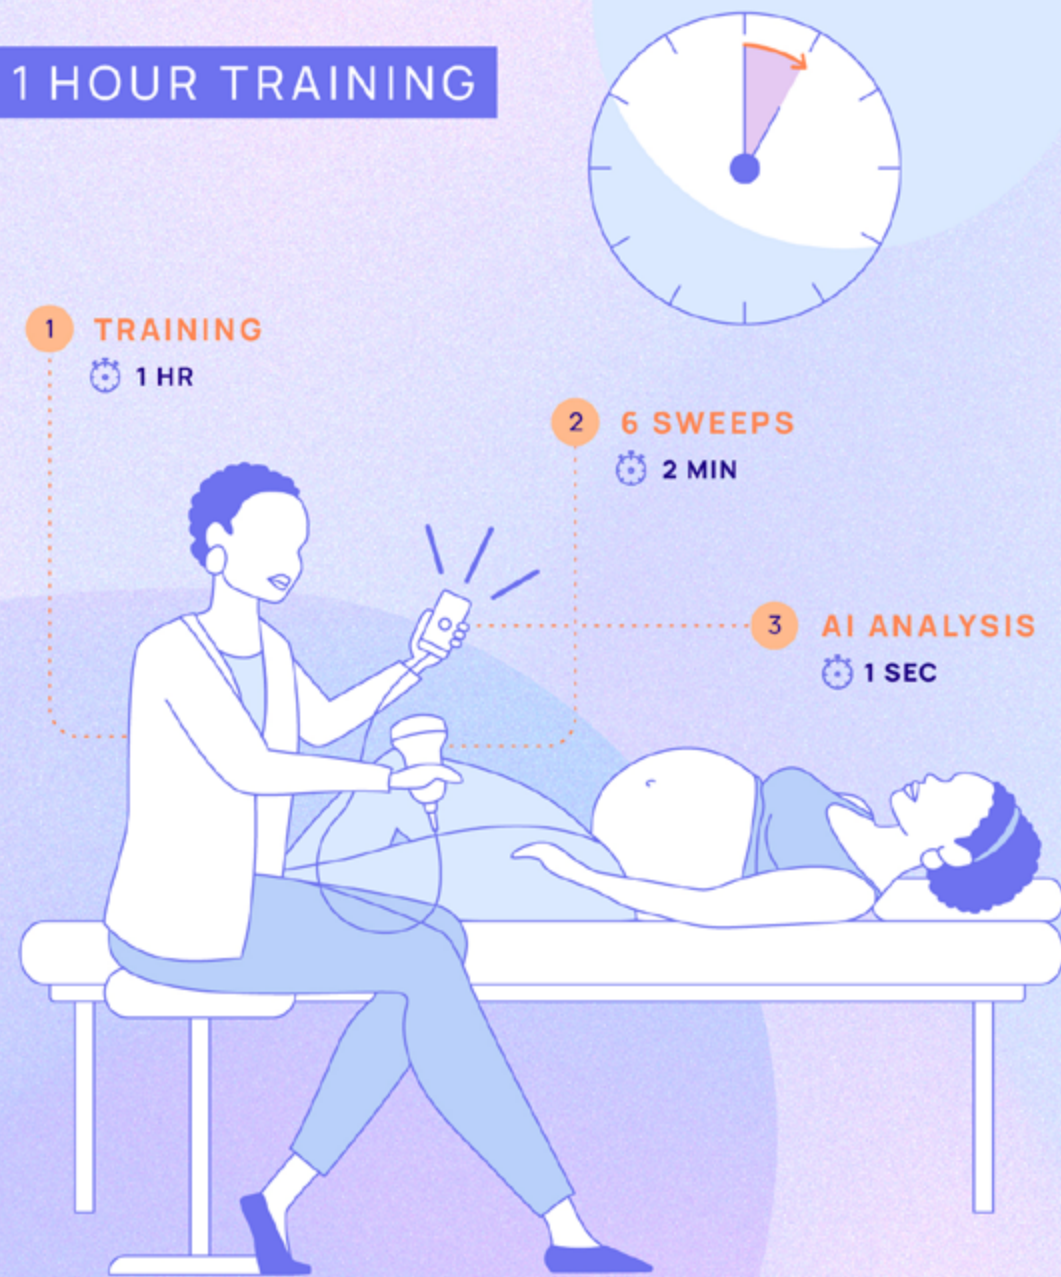 1 HOUR TRAINING
1 TRAINING
1 HR
2 6 SWEEPS
2 MIN
3 AI ANALYSIS
1 SEC